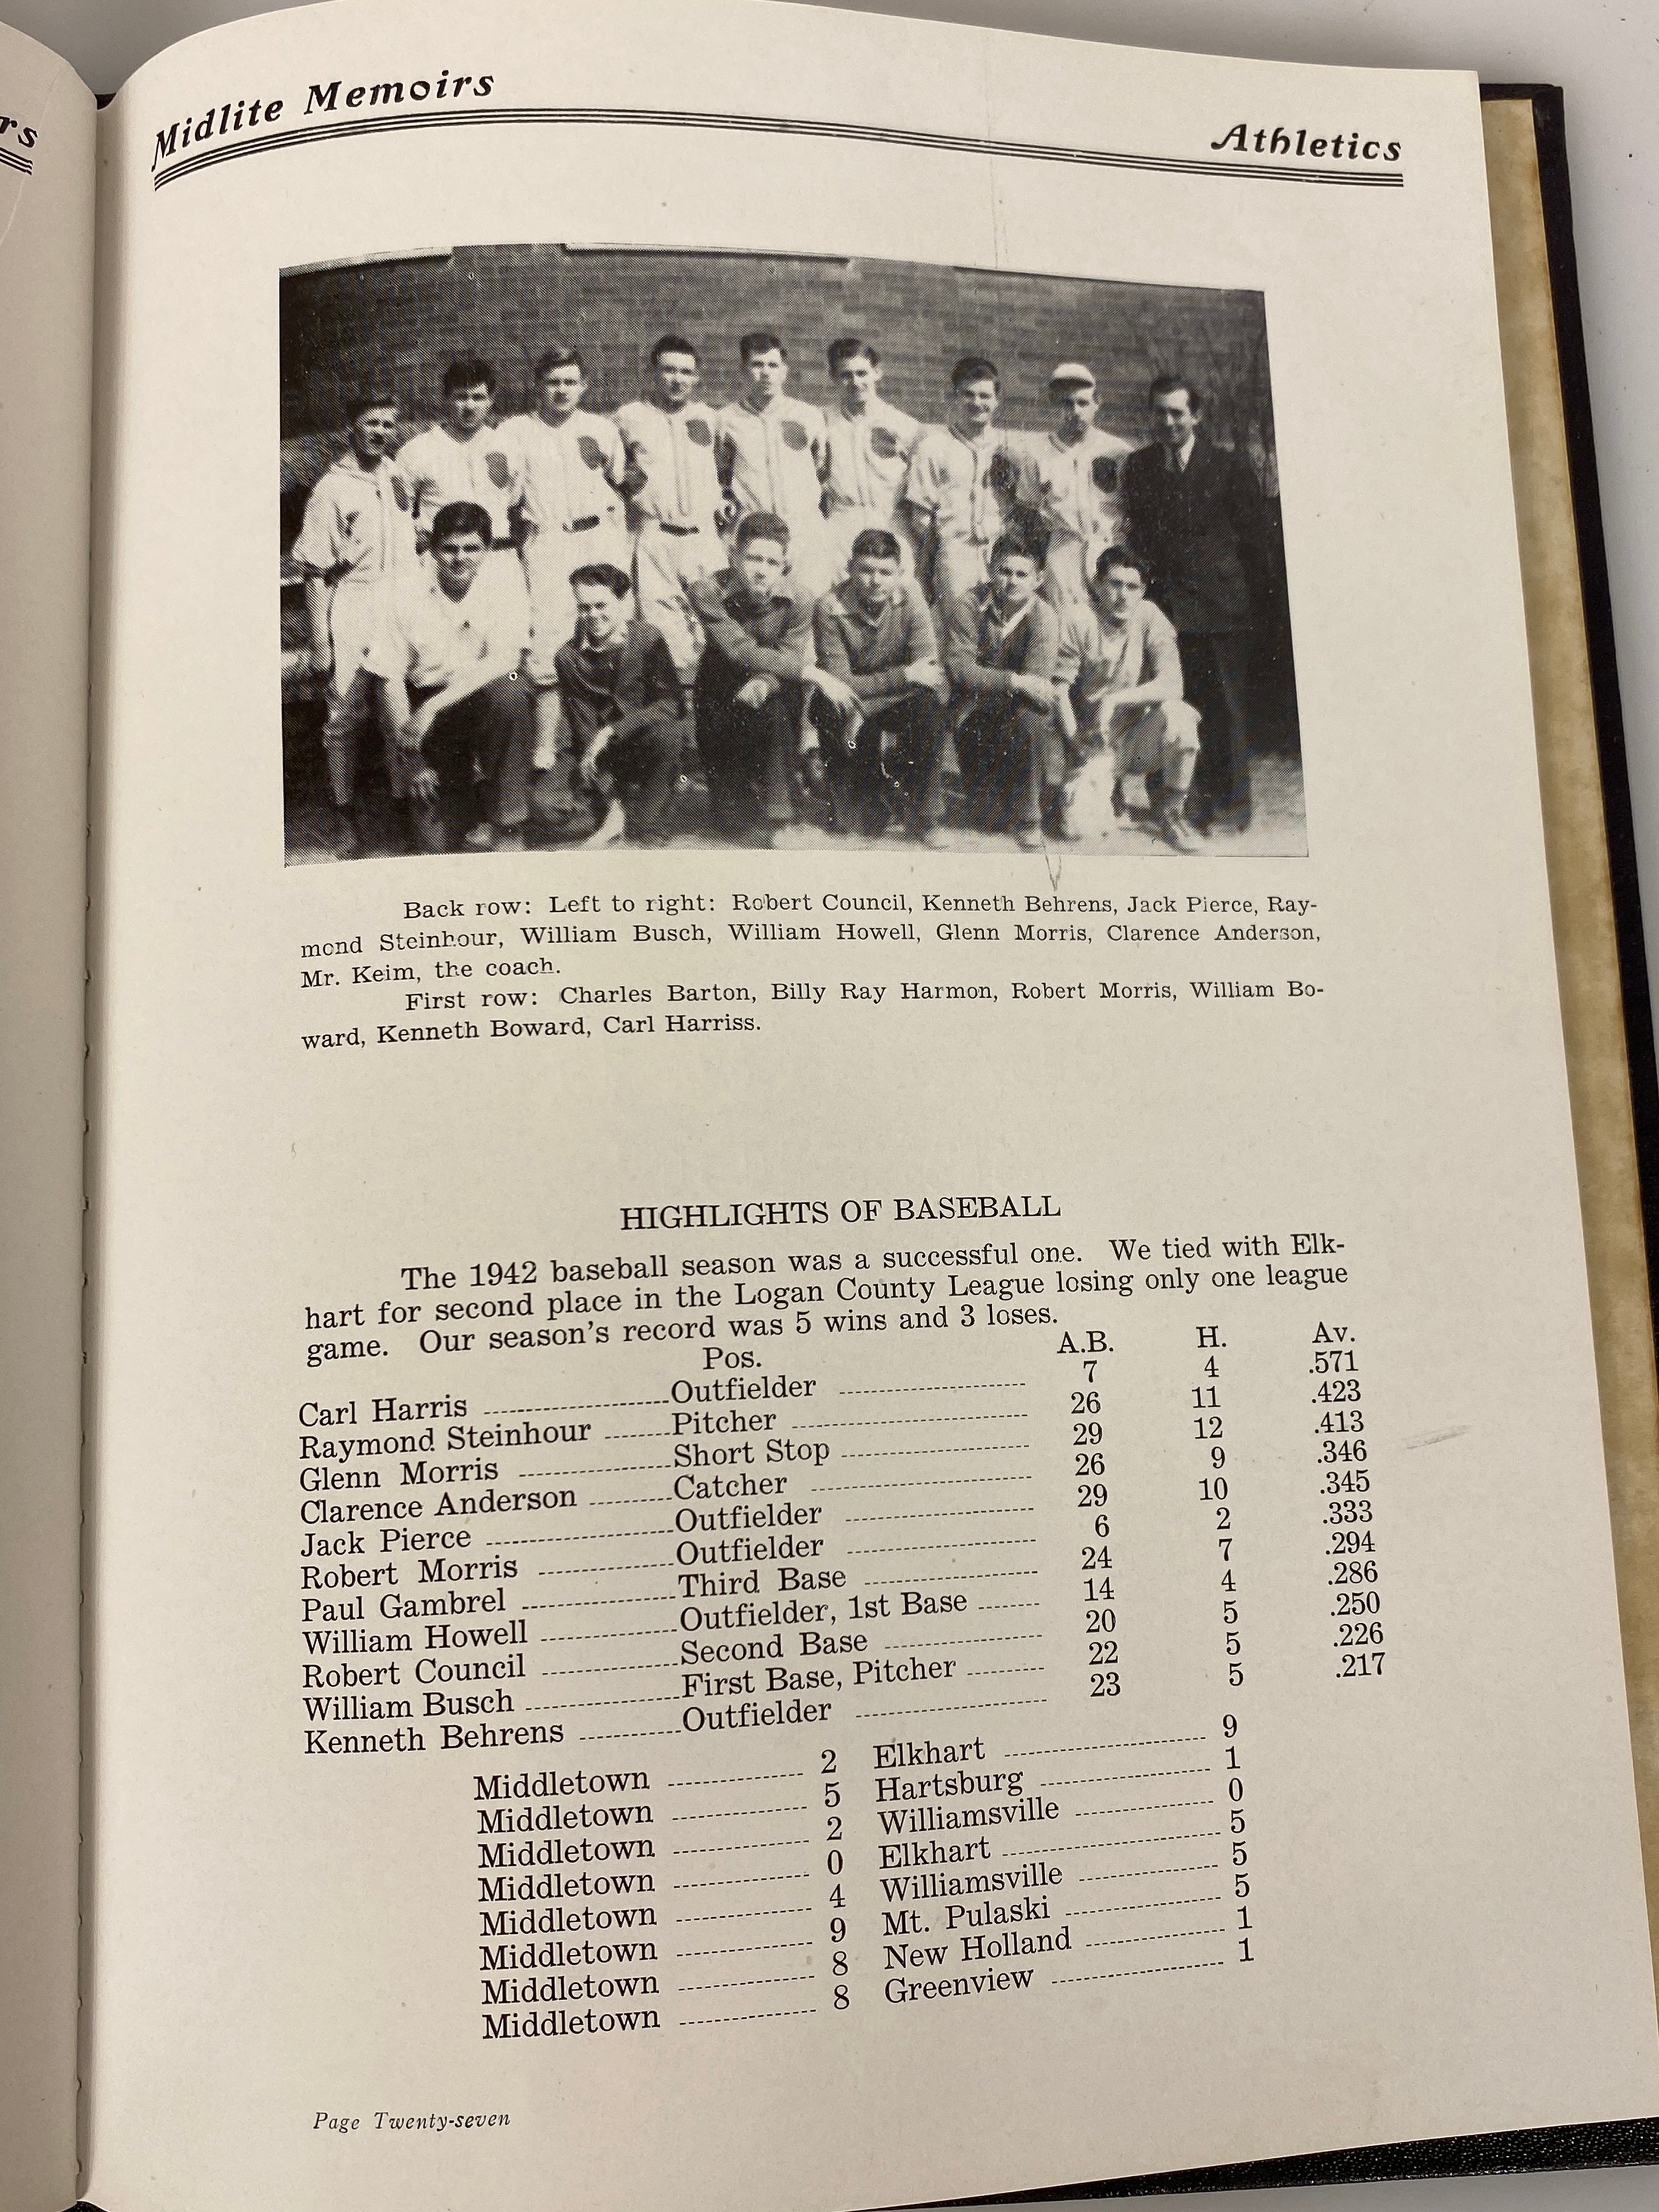 rs
Midlite Memoirs
Athletics
Back row: Left to right: Robert Council, Kenneth Behrens, Jack Pierce, Ray-
mond Steinhour, William Busch, William Howell, Glenn Morris, Clarence Anderson,
Mr. Keim, the coach.
First row: Charles Barton, Billy Ray Harmon, Robert Morris, William Bo-
ward, Kenneth Boward, Carl Harriss.
HIGHLIGHTS OF BASEBALL
The 1942 baseball season was a successful one. We tied with Elk-
hart for second place in the Logan County League losing only one league
game. Our season's record was 5 wins and 3 loses.
Pos. A.B. H. Av.
Carl Harris Outfielder 7 4 .571
Raymond Steinhour Pitcher 26 11 .423
Glenn Morris Short Stop 29 12 .413
Clarence Anderson Catcher 26 9 .346
Jack Pierce Outfielder 29 10 .345
Robert Morris Outfielder 6 2 .333
Paul Gambrel Third Base 24 7 .294
William Howell Outfielder, 1st Base 14 4 .286
Robert Council Second Base 20 5 .250
William Busch First Base, Pitcher 22 5 .226
Kenneth Behrens Outfielder 23 5 .217
Middletown 2 Elkhart 9
Middletown 5 Hartsburg 1
Middletown 2 Williamsville 0
Middletown 0 Elkhart 5
Middletown 4 Williamsville 5
Middletown 9 Mt. Pulaski 5
Middletown 8 New Holland 1
Middletown 8 Greenview 1
Page Twenty-seven